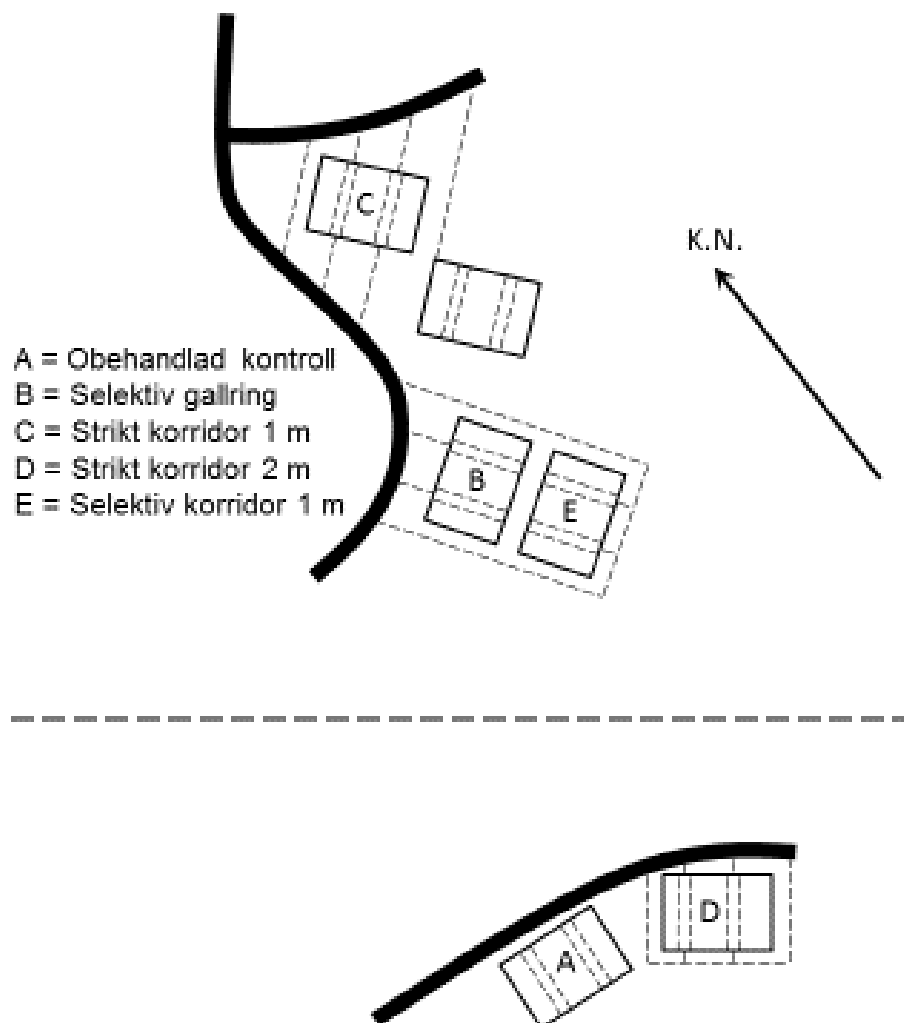 C
K.N.
A = Obehandlad kontroll
B = Selektiv gallring
C = Strikt korridor 1 m
D = Strikt korridor 2 m
E = Selektiv korridor 1 m
B
E
D
A